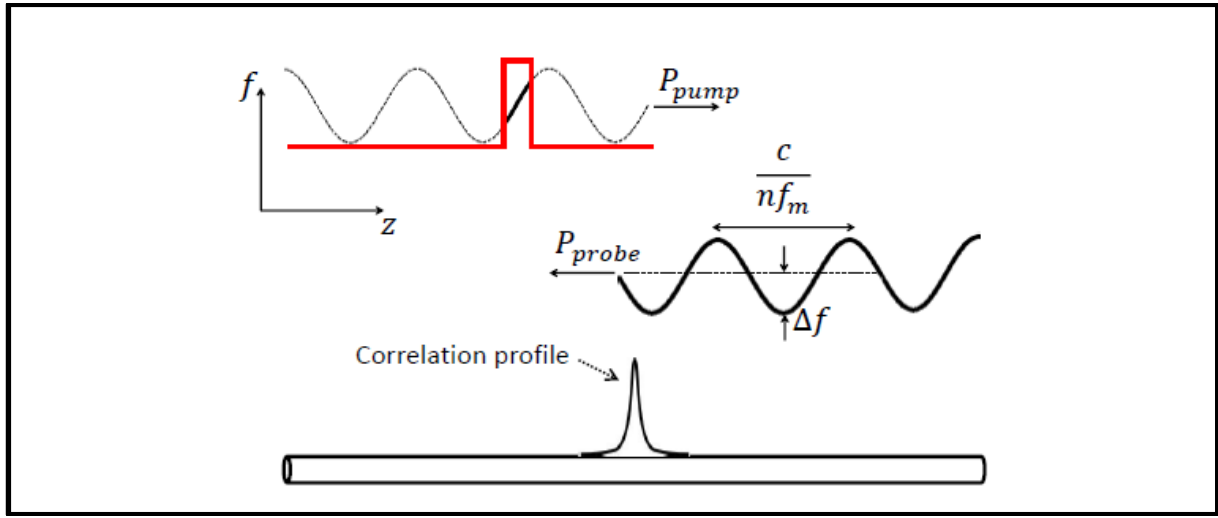 f
P_pump
z
c
nf_m
P_probe
Δf
Correlation profile